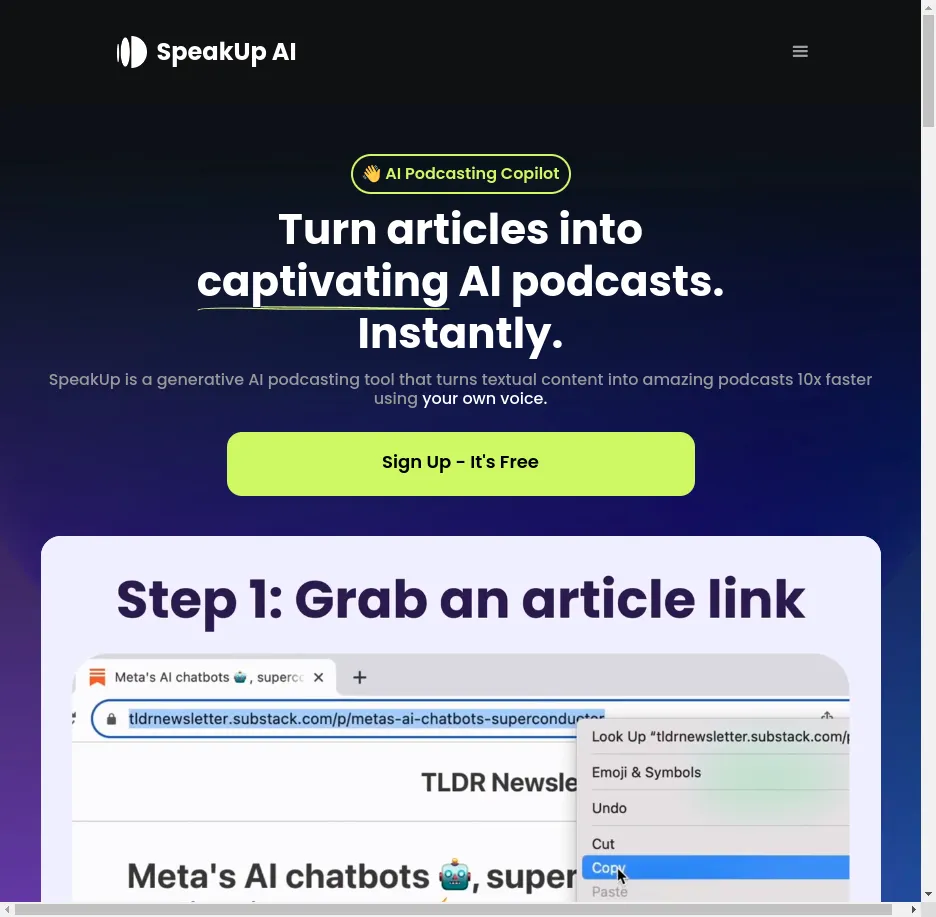 SpeakUp AI
👋 AI Podcasting Copilot
Turn articles into
captivating AI podcasts.
Instantly.
SpeakUp is a generative AI podcasting tool that turns textual content into amazing podcasts 10x faster
using your own voice.
Sign Up - It's Free
Step 1: Grab an article link
Meta's AI chatbots 🤖, superc
tldrnewsletter.substack.com/p/metas-ai-chatbots-superconductor
Look Up “tldrnewsletter.substack.com/p
Emoji & Symbols
TLDR Newsle
Undo
Cut
Meta's AI chatbots 🤖, super
Copy
Paste